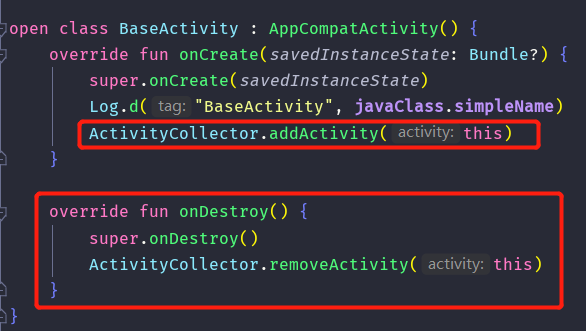 open class BaseActivity : AppCompatActivity() {
override fun onCreate(savedInstanceState: Bundle?) {
super.onCreate(savedInstanceState)
Log.d( tag: "BaseActivity", javaClass.simpleName)
ActivityCollector.addActivity( activity: this)
}
override fun onDestroy() {
super.onDestroy()
ActivityCollector.removeActivity( activity: this)
}
}